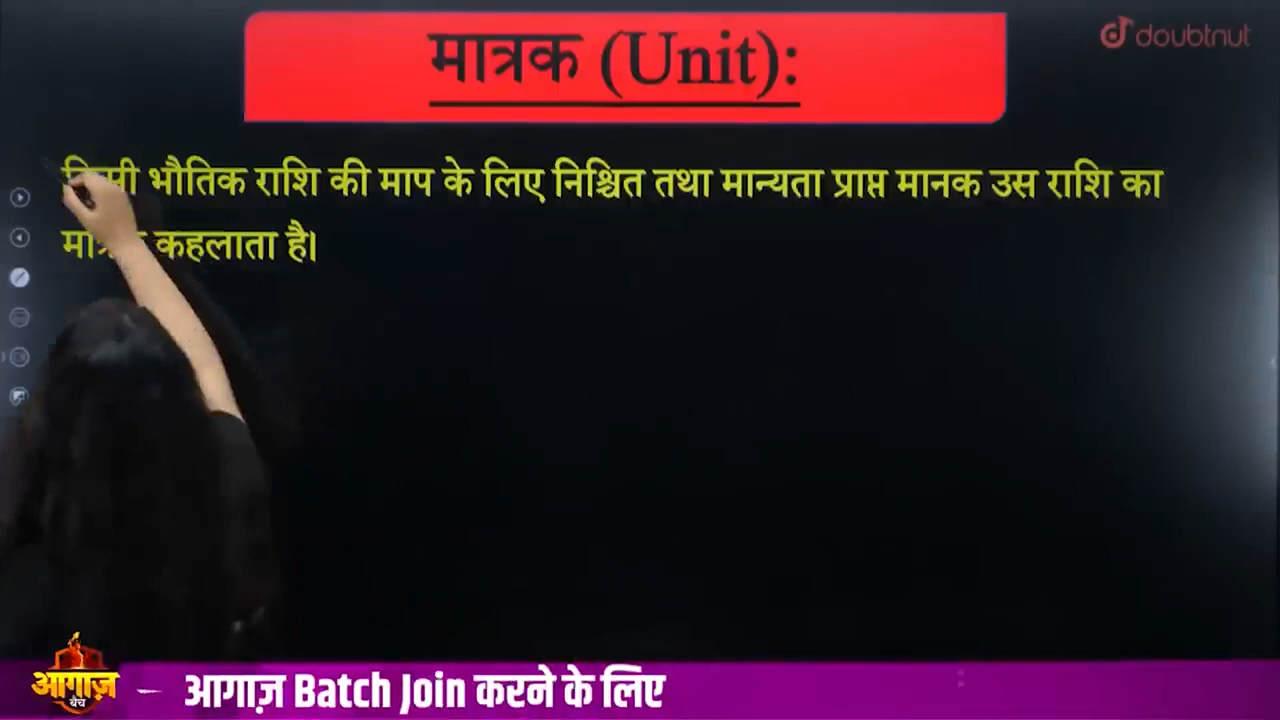 मात्रक (Unit):
doubtnut
भौतिक राशि की माप के लिए निश्चित तथा मान्यता प्राप्त मानक उस राशि का
कहलाता है।
आगाज़
बैच
आगाज़ Batch Join करने के लिए